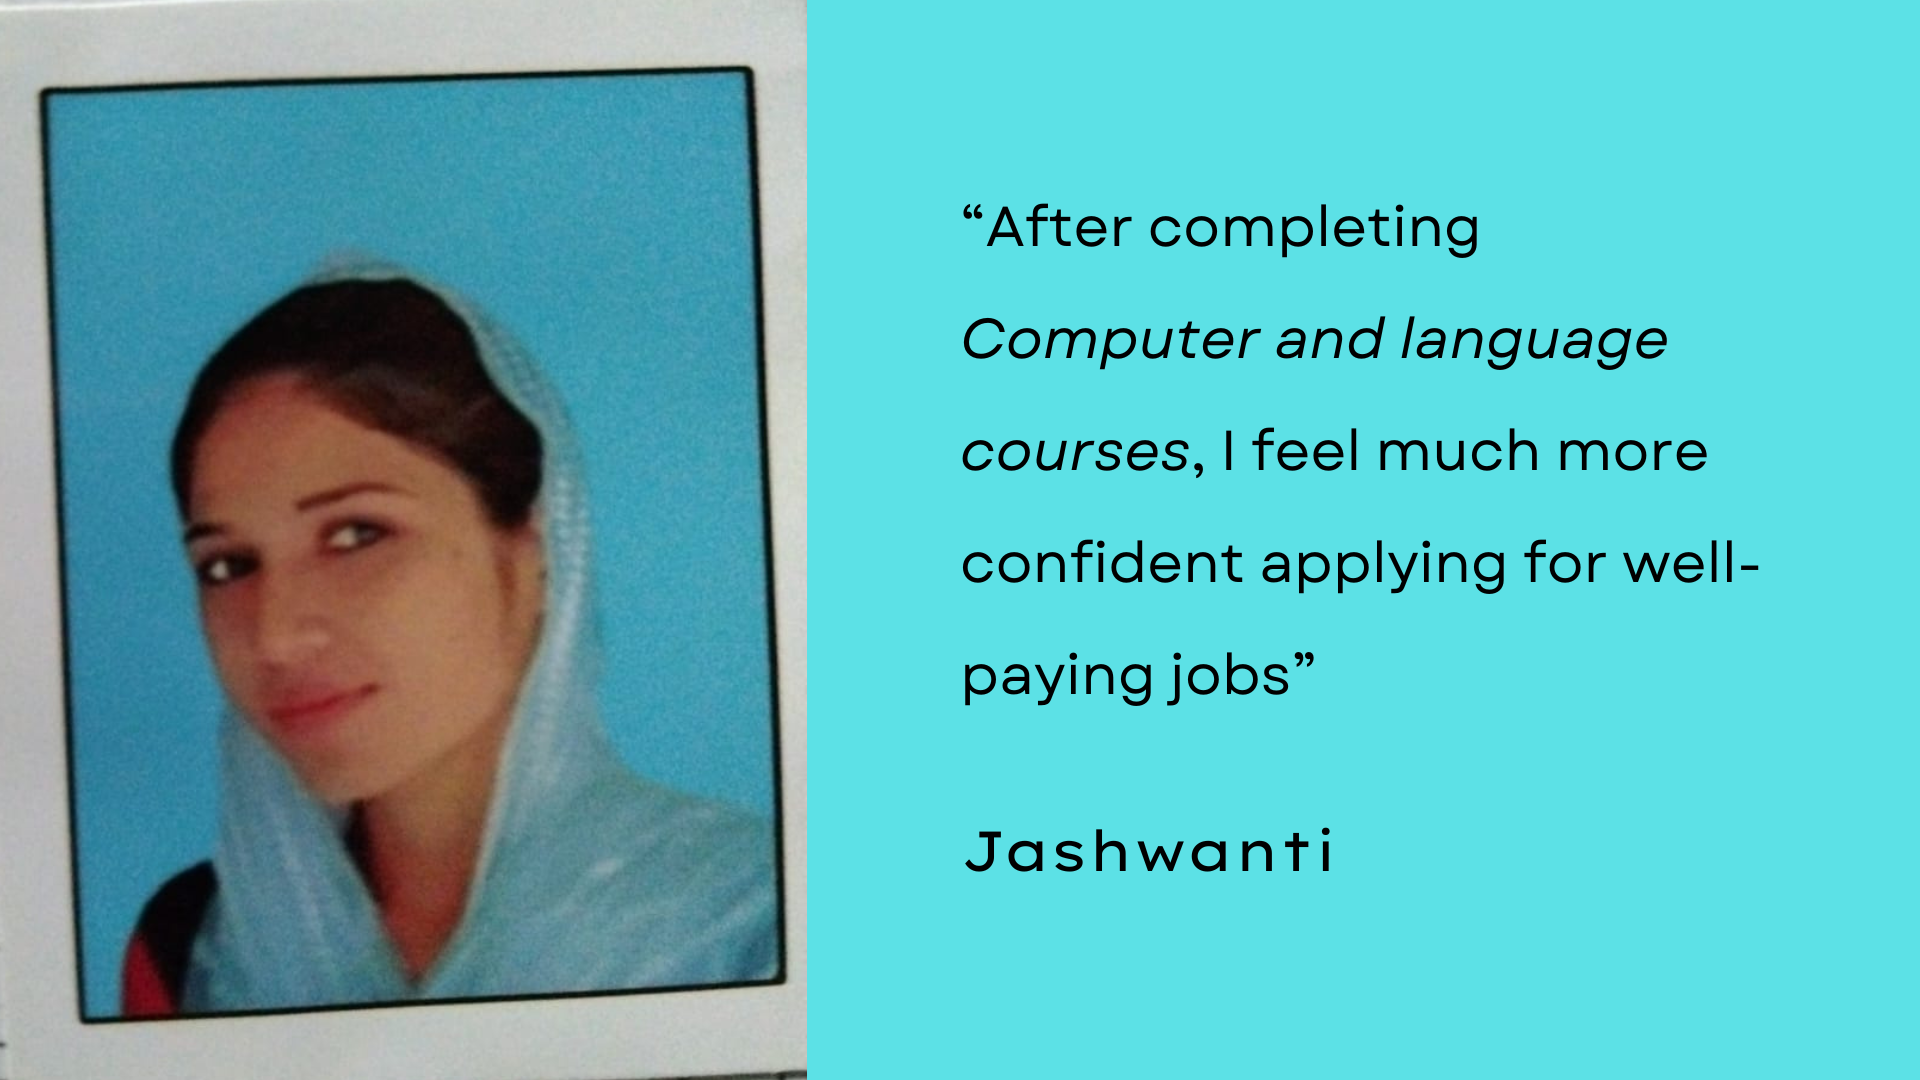 “After completing
Computer and language
courses, I feel much more
confident applying for well-
paying jobs”
Jashwanti